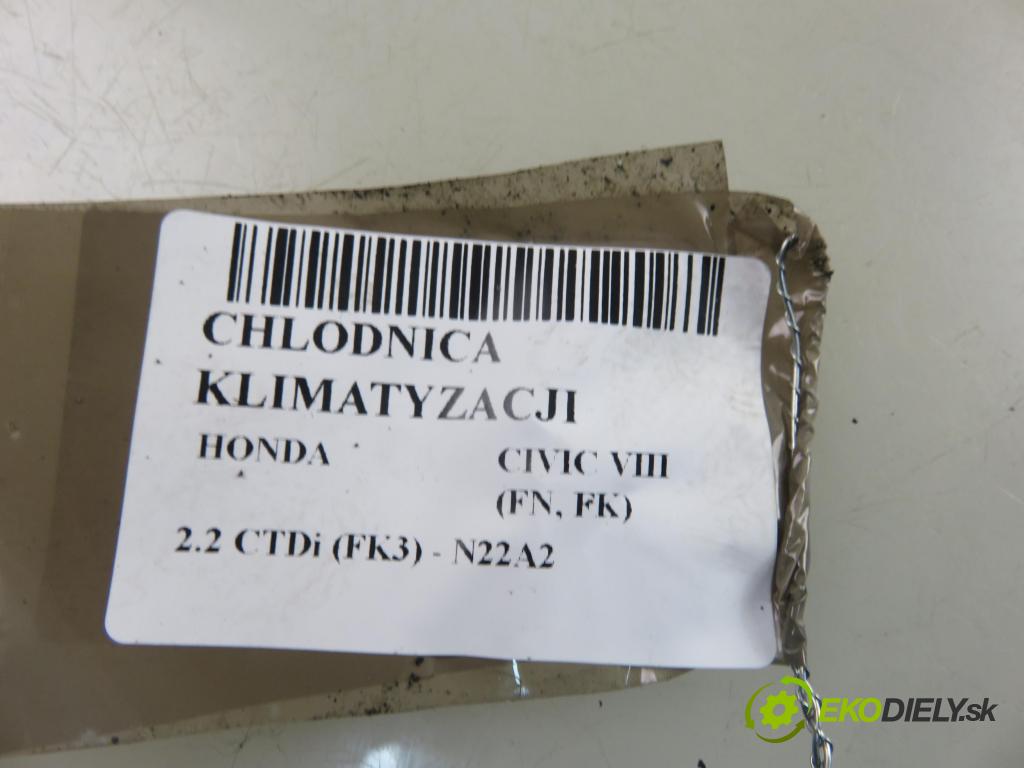 CHLODNICA
KLIMATYZACJI
HONDA CIVIC VIII
(FN, FK)
2.2 CTDi (FK3) - N22A2
EKODIELY.sk